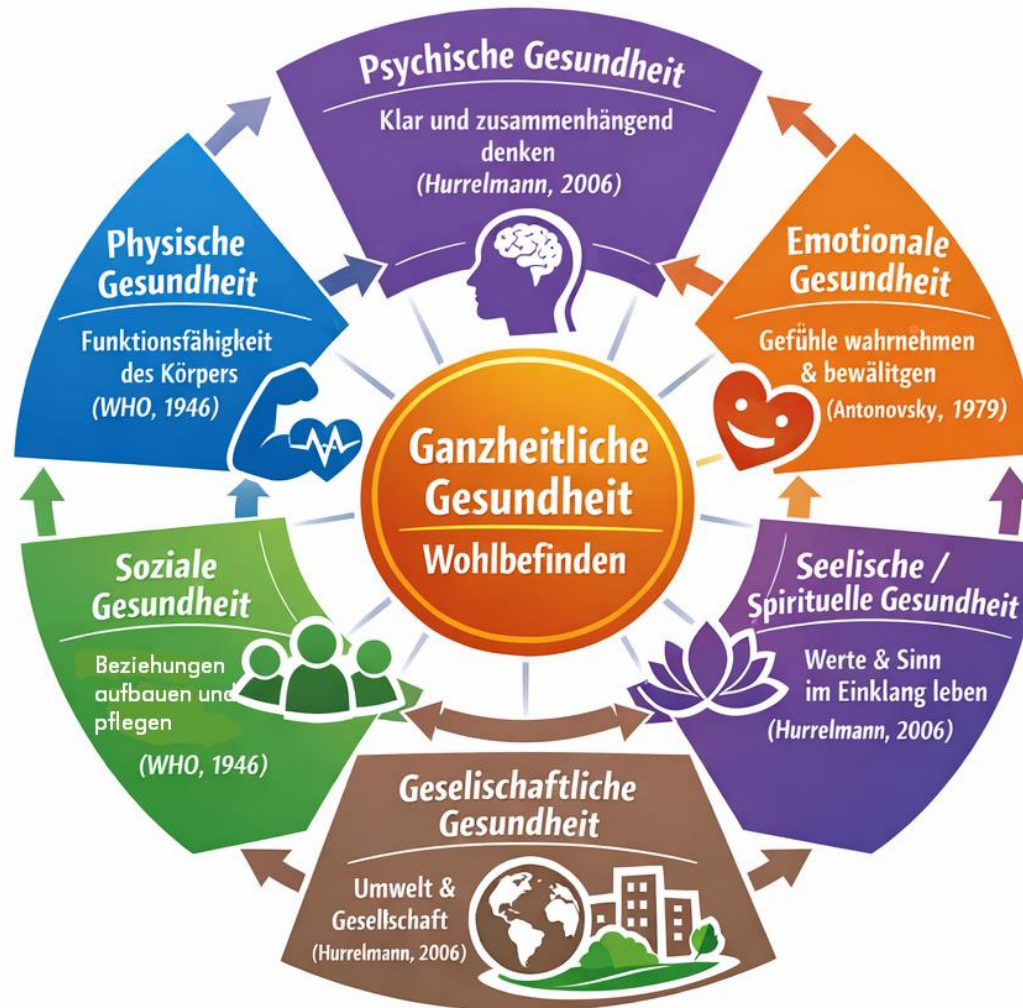 Psychische Gesundheit
Klar und zusammenhängend
denken
(Hurrelmann, 2006)
Physische
Gesundheit
Funktionsfähigkeit
des Körpers
(WHO, 1946)
Emotionale
Gesundheit
Gefühle wahrnehmen
& bewälitgen
(Antonovsky, 1979)
Ganzheitliche
Gesundheit
Wohlbefinden
Soziale
Gesundheit
Beziehungen
aufbauen und
pflegen
(WHO, 1946)
Seelische /
Spirituelle Gesundheit
Werte & Sinn
im Einklang leben
(Hurrelmann, 2006)
Geselischaftliche
Gesundheit
Umwelt &
Gesellschaft
(Hurrelmann, 2006)